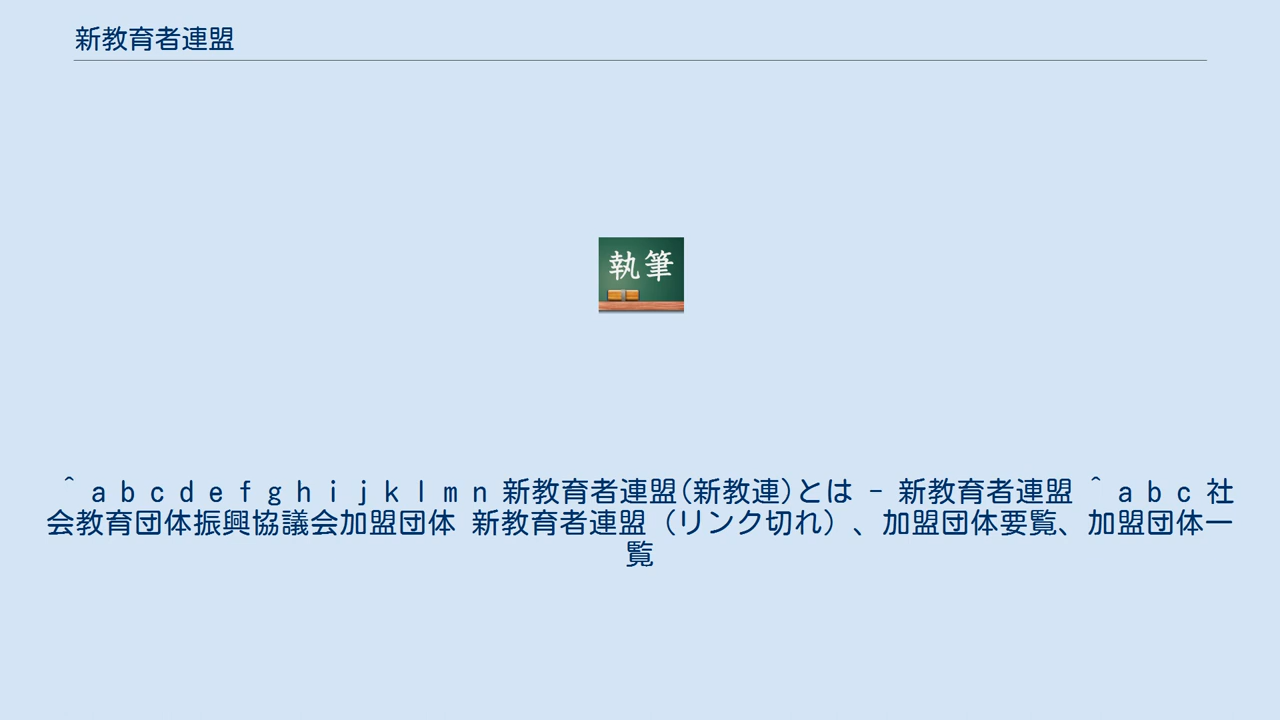 新教育者連盟
執筆
^ a b c d e f g h i j k l m n 新教育者連盟(新教連)とは - 新教育者連盟 ^ a b c 社
会教育団体振興協議会加盟団体 新教育者連盟（リンク切れ）、加盟団体要覧、加盟団体一
覧